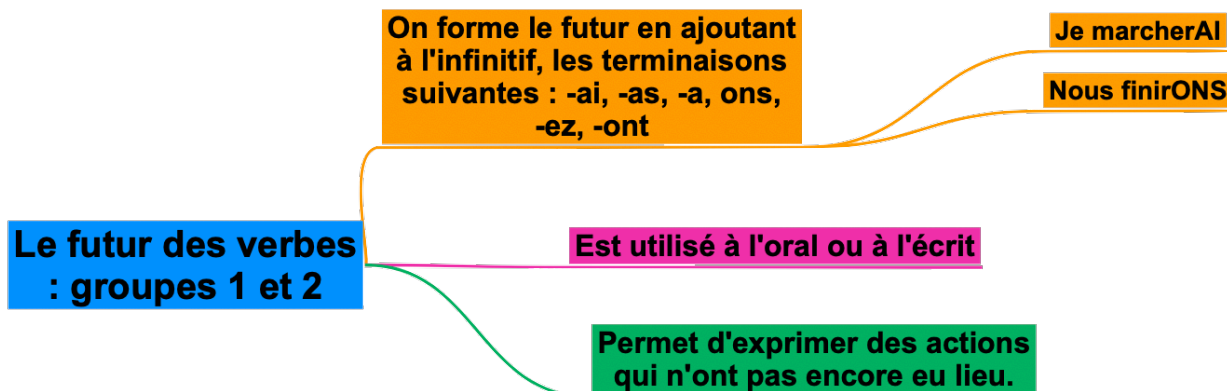 On forme le futur en ajoutant
à l'infinitif, les terminaisons
suivantes : -ai, -as, -a, ons,
-ez, -ont
Je marcherAI
Nous finirONS
Le futur des verbes
: groupes 1 et 2
Est utilisé à l'oral ou à l'écrit
Permet d'exprimer des actions
qui n'ont pas encore eu lieu.